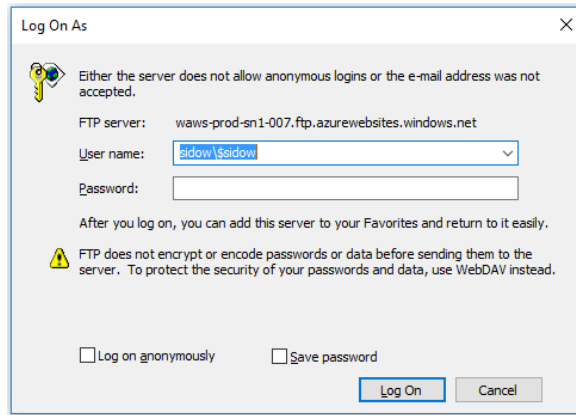 Log On As
Either the server does not allow anonymous logins or the e-mail address was not
accepted.
FTP server: waws-prod-sn1-007.ftp.azurewebsites.windows.net
User name: sidow\$sidow
Password:
After you log on, you can add this server to your Favorites and return to it easily.
FTP does not encrypt or encode passwords or data before sending them to the
server. To protect the security of your passwords and data, use WebDAV instead.
Log on anonymously Save password
Log On Cancel